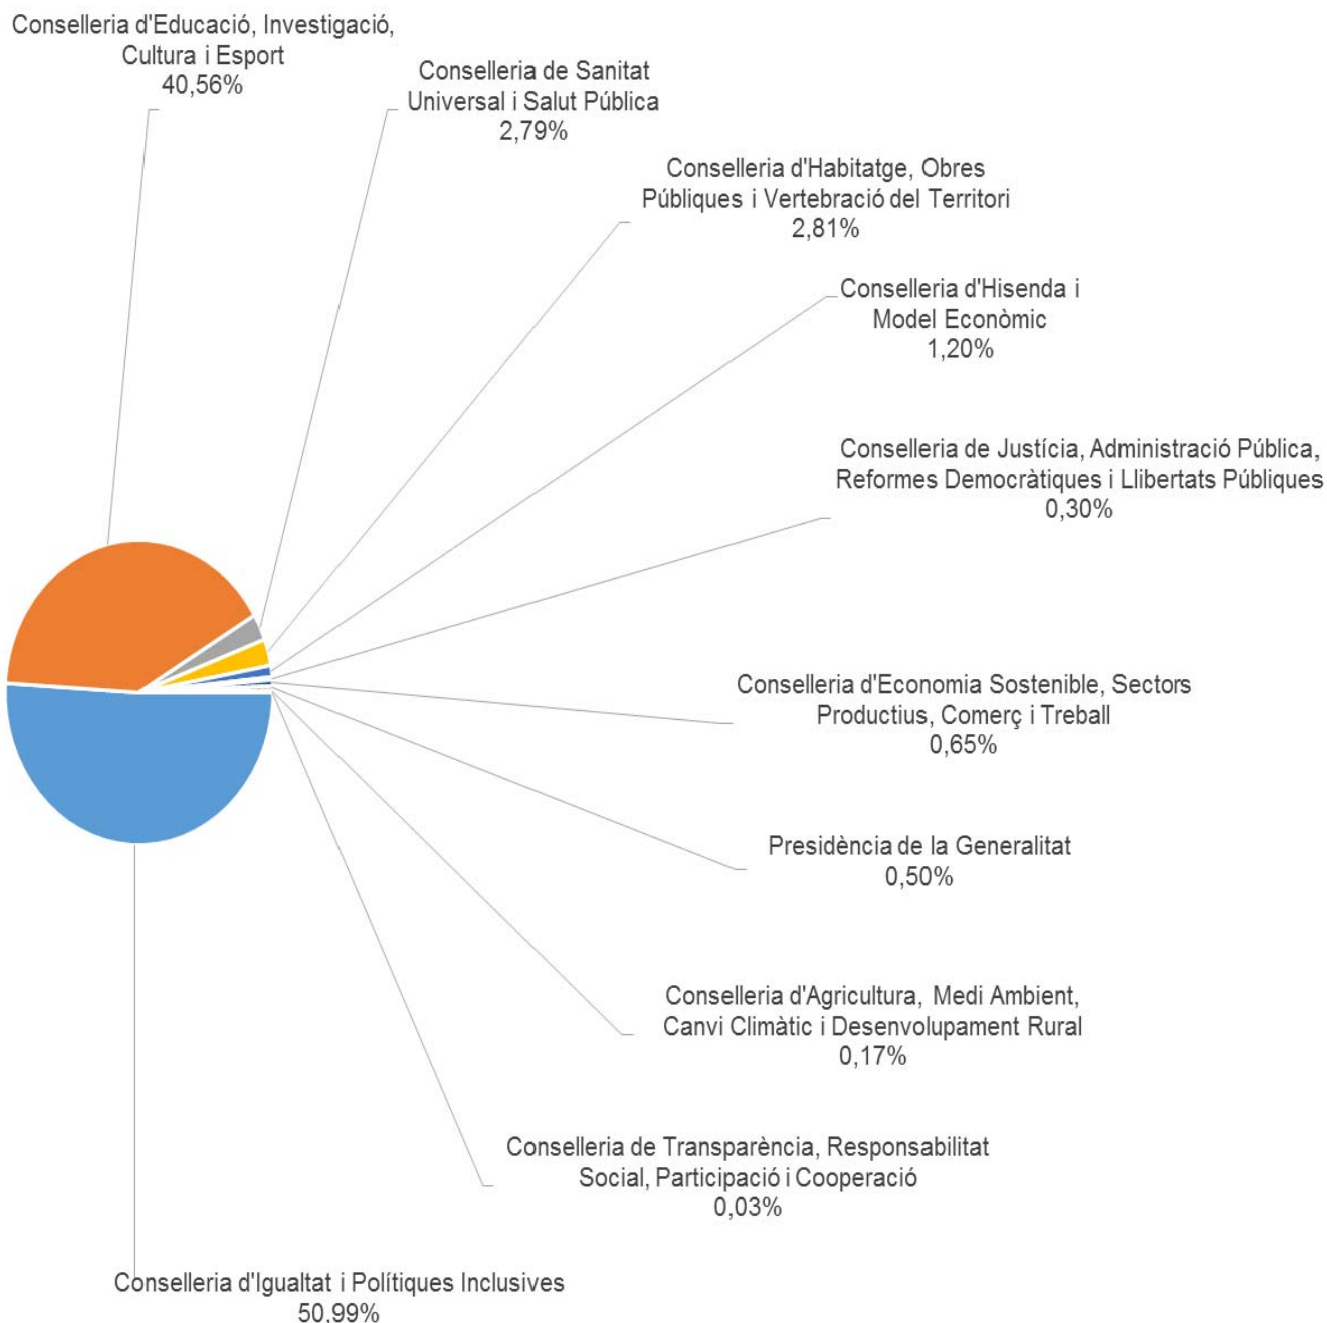 Conselleria d'Educació, Investigació,
Cultura i Esport
40,56%
Conselleria de Sanitat
Universal i Salut Pública
2,79%
Conselleria d'Habitatge, Obres
Públiques i Vertebració del Territori
2,81%
Conselleria d'Hisenda i
Model Econòmic
1,20%
Conselleria de Justícia, Administració Pública,
Reformes Democràtiques i Llibertats Públiques
0,30%
Conselleria d'Economia Sostenible, Sectors
Productius, Comerç i Treball
0,65%
Presidència de la Generalitat
0,50%
Conselleria d'Agricultura, Medi Ambient,
Canvi Climàtic i Desenvolupament Rural
0,17%
Conselleria de Transparència, Responsabilitat
Social, Participació i Cooperació
0,03%
Conselleria d'Igualtat i Polítiques Inclusives
50,99%